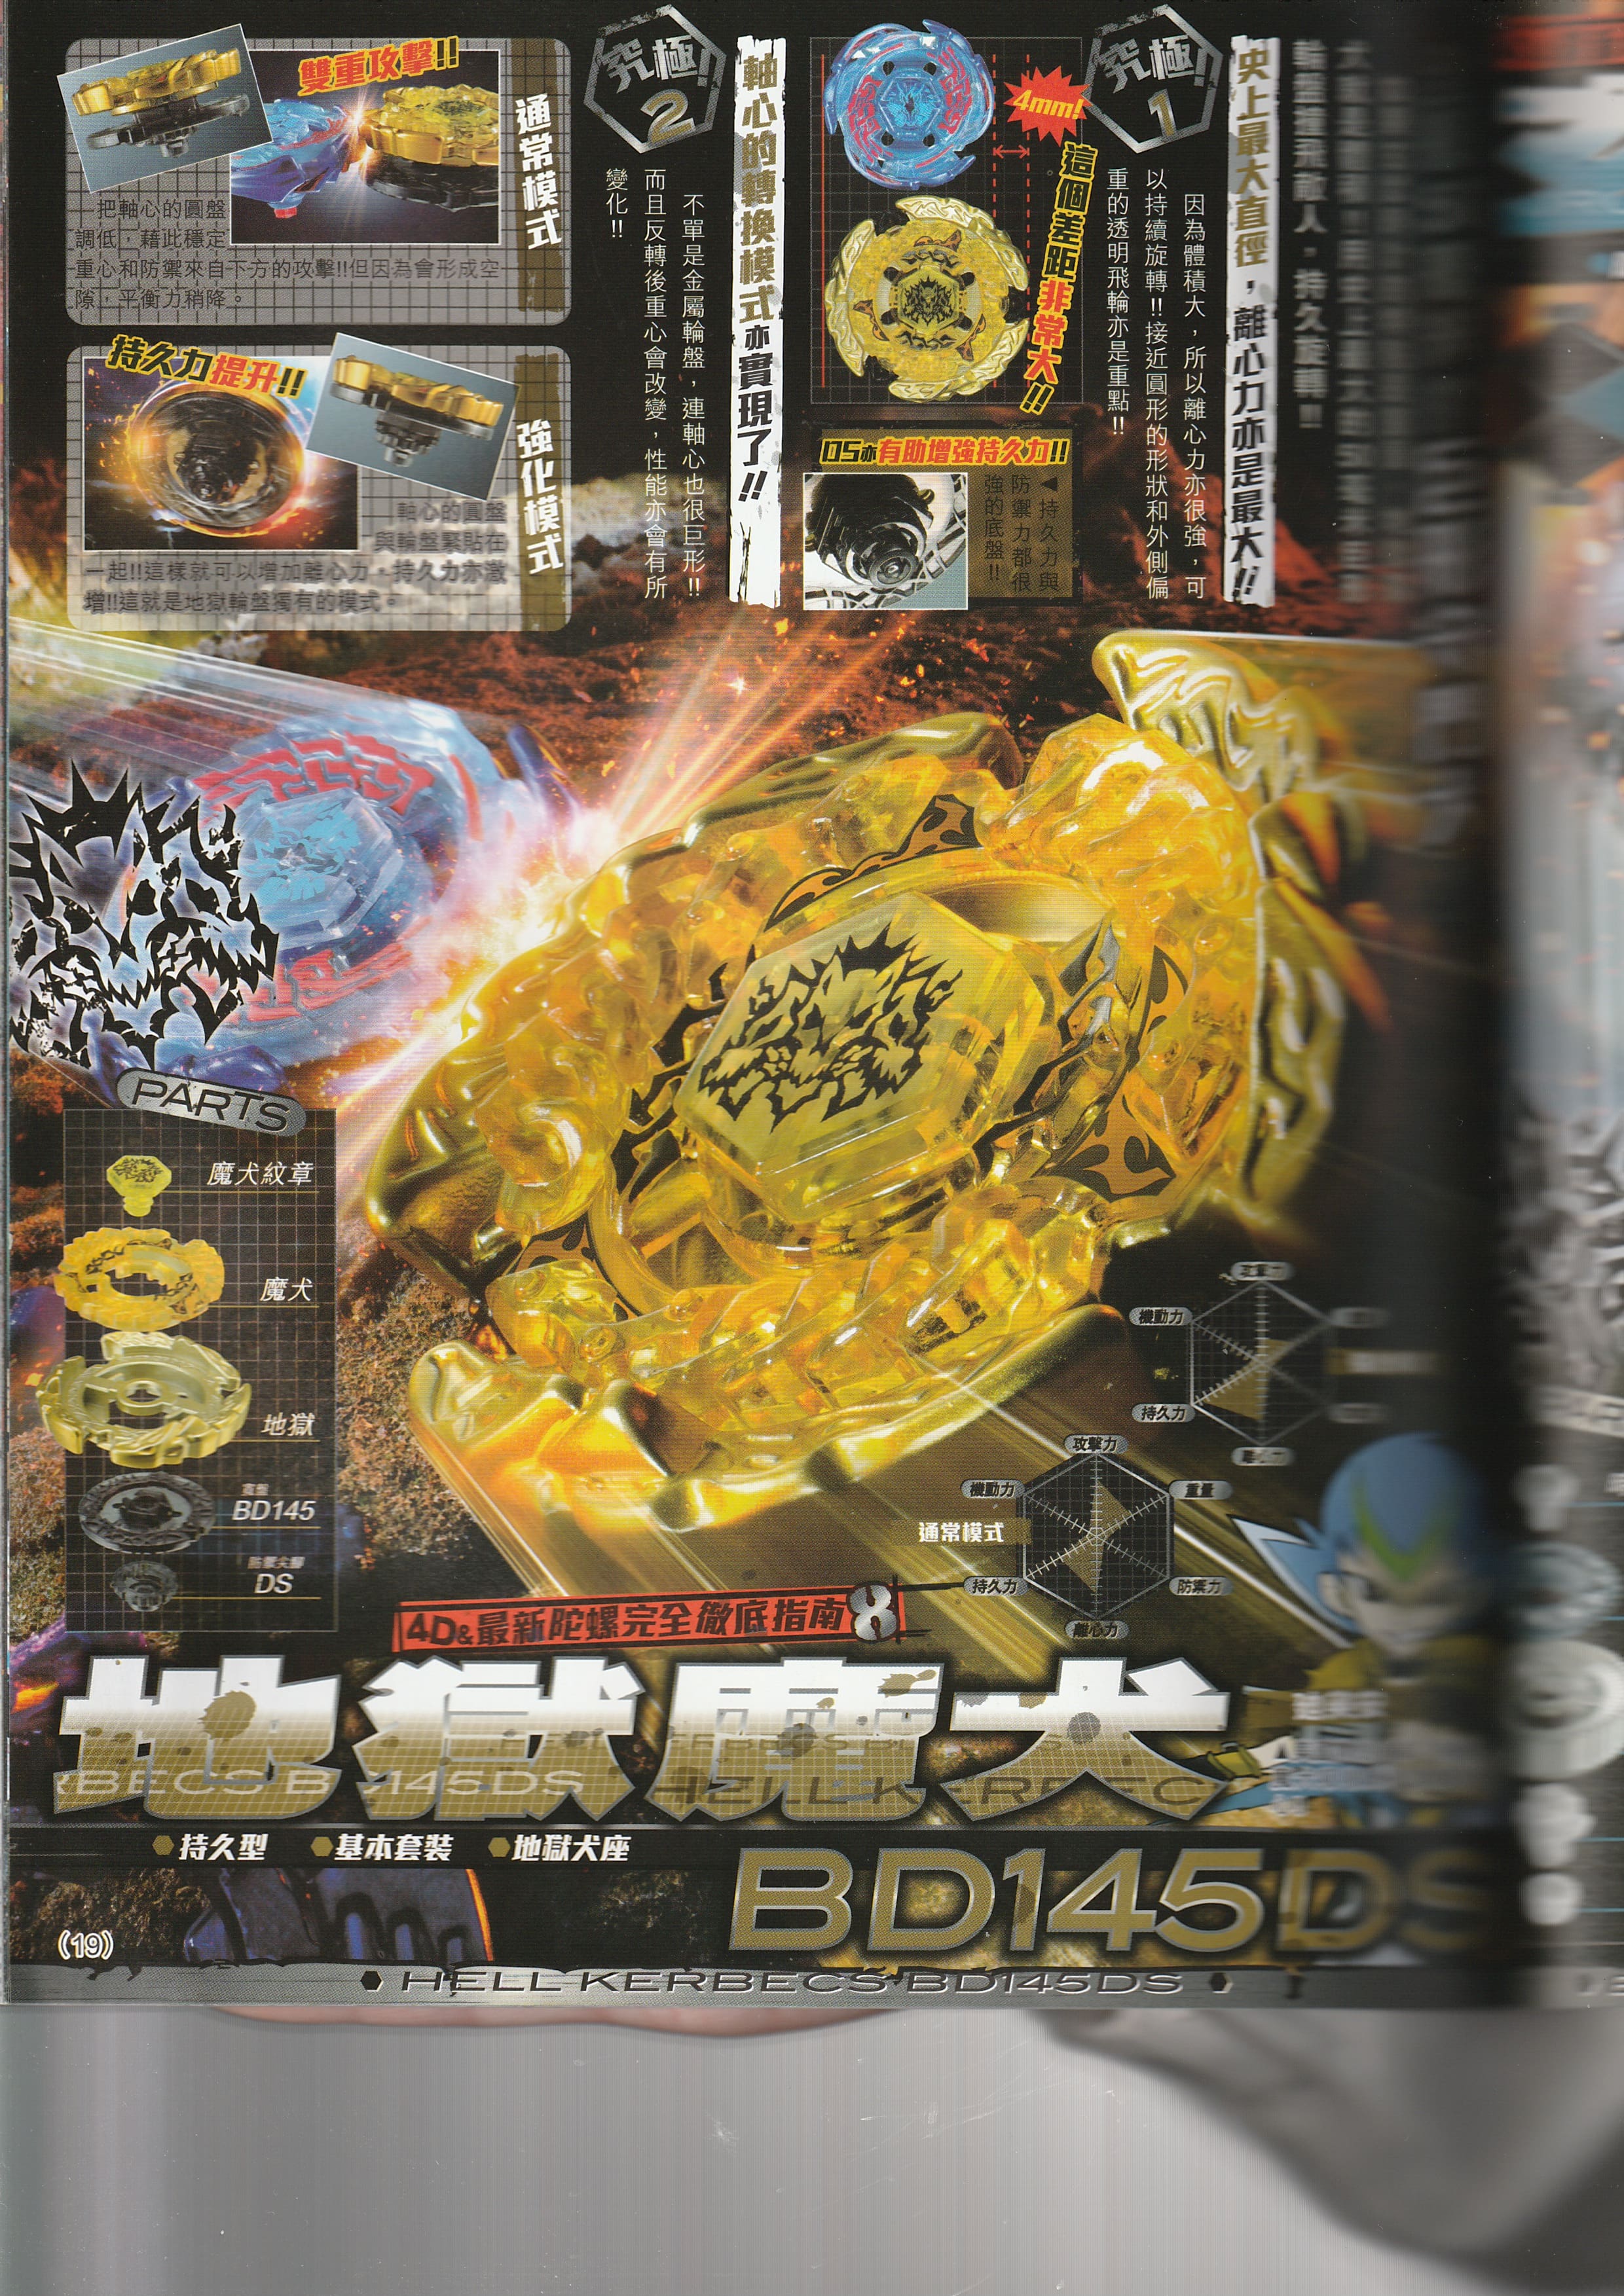 究極!
1
史上最大直徑，離心力亦是最大!!
因為體積大，所以離心力亦很強，可
以持續旋轉!!接近圓形的形狀和外側偏
重的透明飛輪亦是重點!!
4mm!
這個差距非常大!!
DS亦有助增強持久力!!
◀持久力與
防禦力都很
強的底盤!!
究極!
2
軸心的轉換模式亦實現了!!
不單是金屬輪盤，連軸心也很巨形!!
而且反轉後重心會改變，性能亦會有所
變化!!
通常模式
雙重攻擊!!
把軸心的圓盤
調低，藉此穩定
重心和防禦來自下方的攻擊!!但因為會形成空
隙，平衡力稍降。
強化模式
持久力提升!!
軸心的圓盤
與輪盤緊貼在
一起!!這樣就可以增加離心力，持久力亦激
增!!這就是地獄輪盤獨有的模式。
PARTS
魔犬紋章
魔犬
地獄
底盤
BD145
防禦尖腳
DS
機動力
持久力
離心力
攻擊力
機動力
重量
通常模式
持久力
防禦力
離心力
4D&最新陀螺完全徹底指南8
地獄魔犬
RBECS BD145DS HELL KERBEC
持久型
基本套裝
地獄犬座
BD145DS
(19)
HELL KERBECS BD145DS